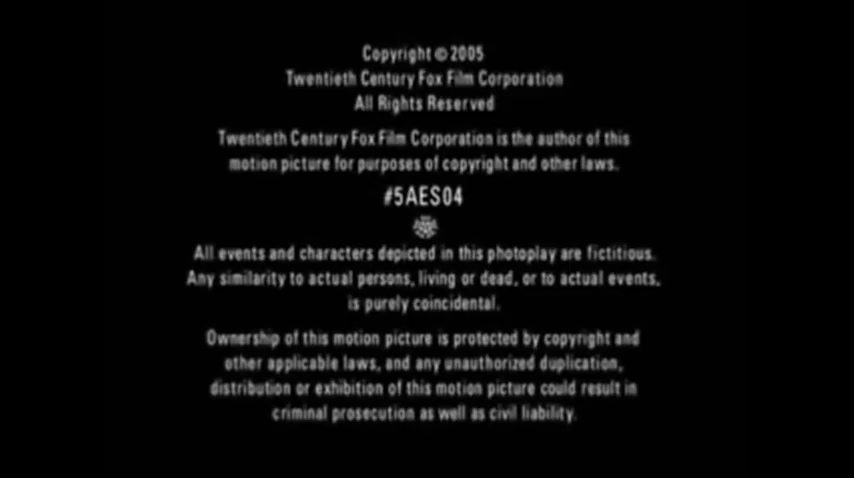 Copyright © 2005
Twentieth Century Fox Film Corporation
All Rights Reserved
Twentieth Century Fox Film Corporation is the author of this
motion picture for purposes of copyright and other laws.
#5AES04
All events and characters depicted in this photoplay are fictitious.
Any similarity to actual persons, living or dead, or to actual events,
is purely coincidental.
Ownership of this motion picture is protected by copyright and
other applicable laws, and any unauthorized duplication,
distribution or exhibition of this motion picture could result in
criminal prosecution as well as civil liability.